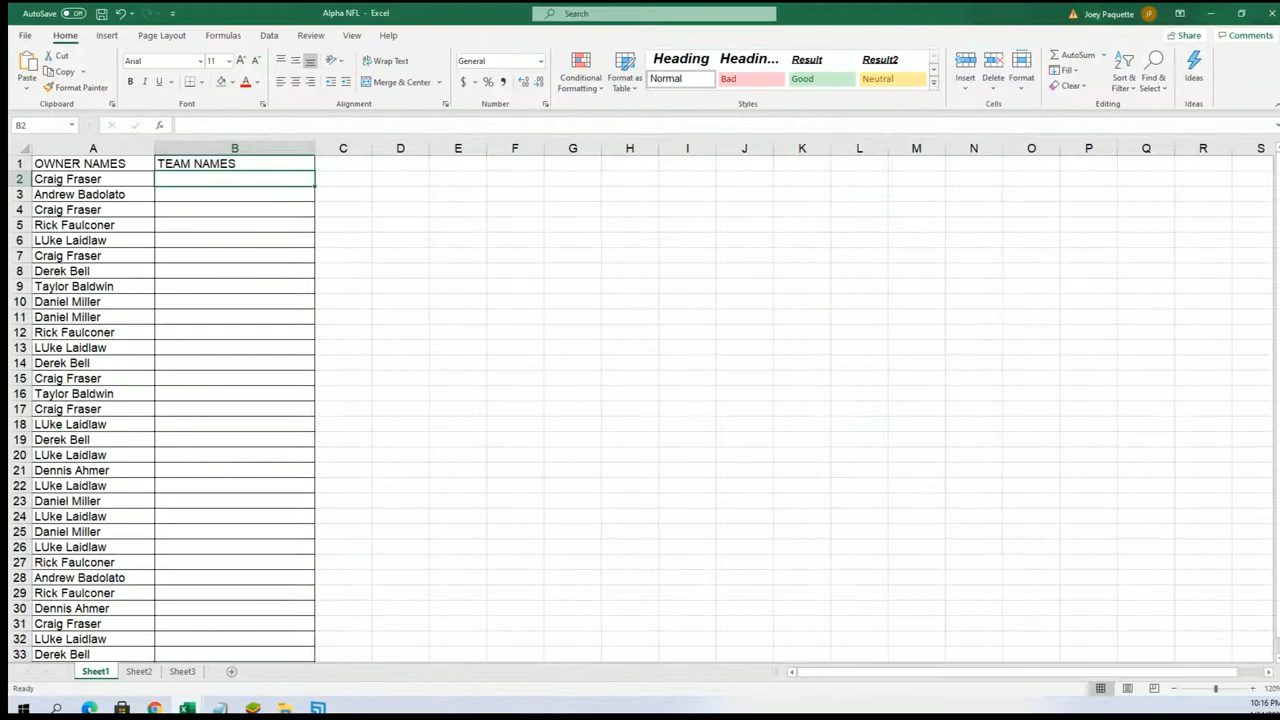 AutoSave Off Alpha NFL - Excel Search Joey Paquette JP
File Home Insert Page Layout Formulas Data Review View Help Share Comments
Paste Cut Copy Format Painter Clipboard
Arial 11 A A B I U A Font
Wrap Text Merge & Center Alignment
General $ % Number
Conditional Formatting Format as Table
Heading Headin... Result Result2
Normal Bad Good Neutral Styles
Insert Delete Format Cells
AutoSum Fill Clear Sort & Filter Find & Select Editing
Ideas Ideas
B2 fx
A B C D E F G H I J K L M N O P Q R S
1 OWNER NAMES TEAM NAMES
2 Craig Fraser
3 Andrew Badolato
4 Craig Fraser
5 Rick Faulconer
6 LUke Laidlaw
7 Craig Fraser
8 Derek Bell
9 Taylor Baldwin
10 Daniel Miller
11 Daniel Miller
12 Rick Faulconer
13 LUke Laidlaw
14 Derek Bell
15 Craig Fraser
16 Taylor Baldwin
17 Craig Fraser
18 LUke Laidlaw
19 Derek Bell
20 LUke Laidlaw
21 Dennis Ahmer
22 LUke Laidlaw
23 Daniel Miller
24 LUke Laidlaw
25 Daniel Miller
26 LUke Laidlaw
27 Rick Faulconer
28 Andrew Badolato
29 Rick Faulconer
30 Dennis Ahmer
31 Craig Fraser
32 LUke Laidlaw
33 Derek Bell
Sheet1 Sheet2 Sheet3
Ready 120%
10:16 PM